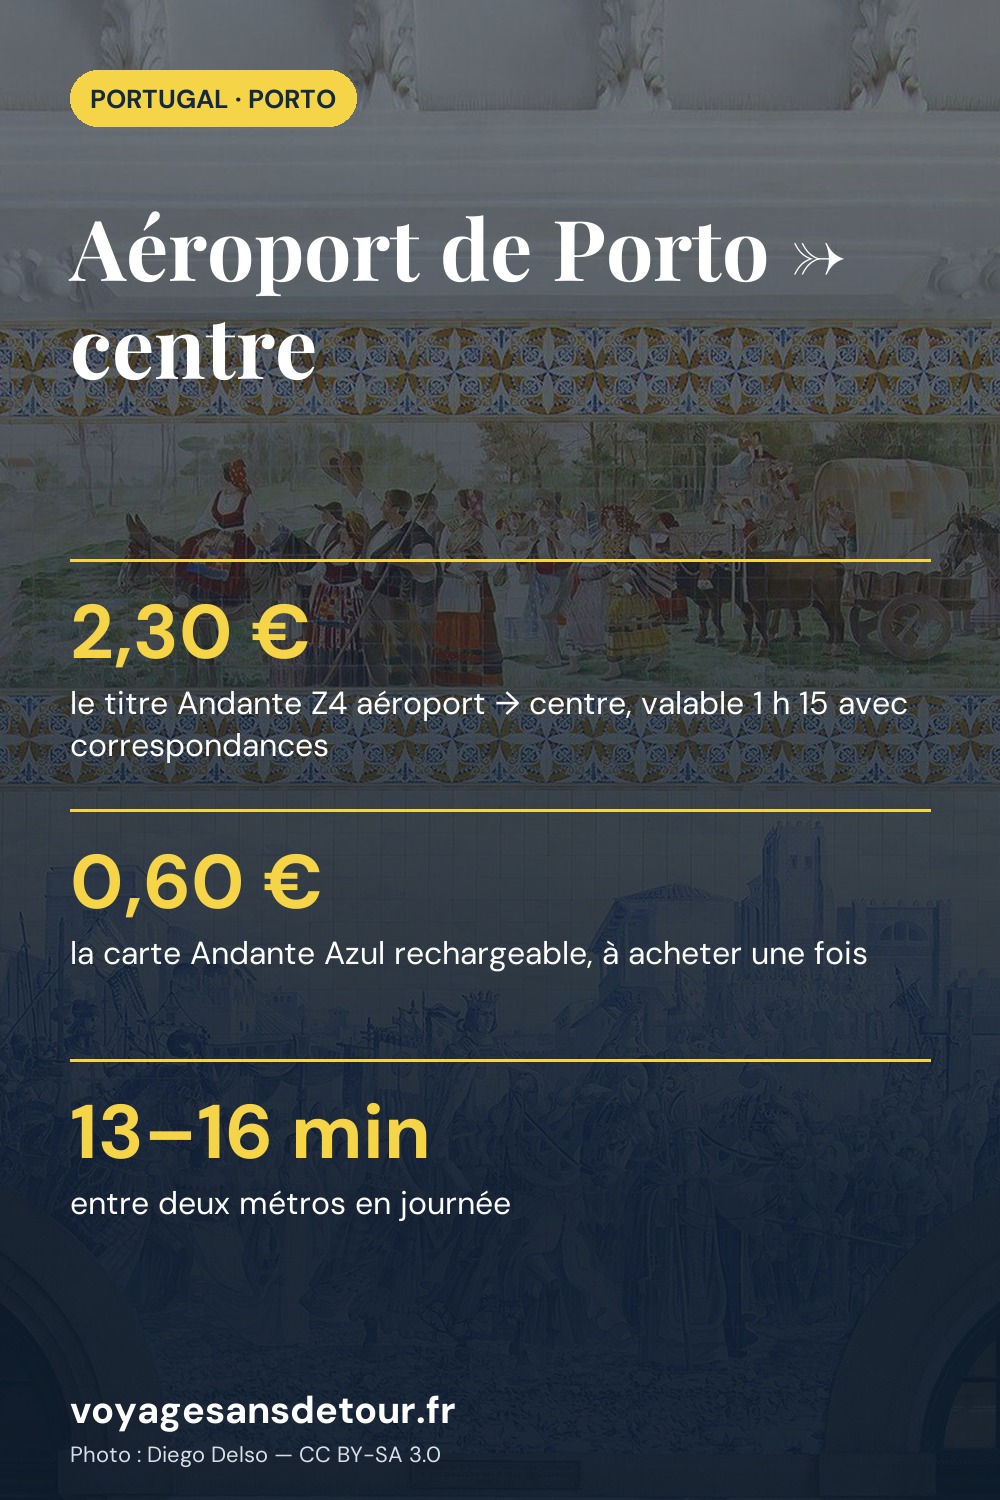 PORTUGAL · PORTO
Aéroport de Porto →
centre
2,30 €
le titre Andante Z4 aéroport → centre, valable 1 h 15 avec
correspondances
0,60 €
la carte Andante Azul rechargeable, à acheter une fois
13–16 min
entre deux métros en journée
voyagesansdetour.fr
Photo : Diego Delso — CC BY-SA 3.0